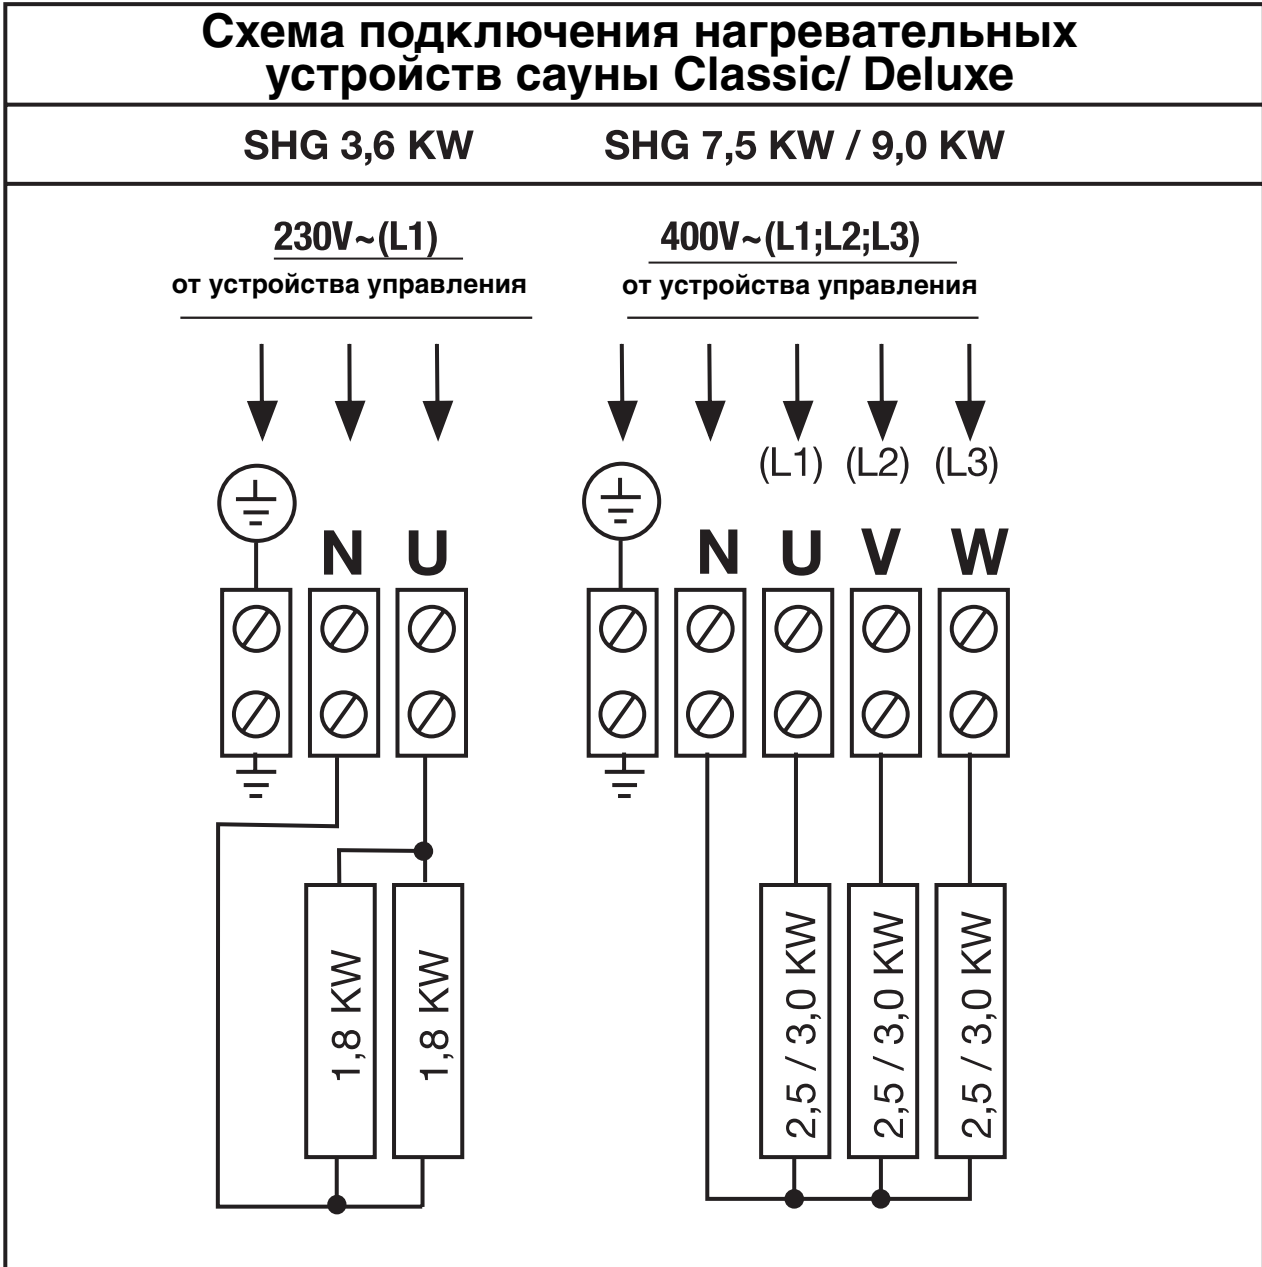 Схема подключения нагревательных
устройств сауны Classic/ Deluxe
SHG 3,6 KW
SHG 7,5 KW / 9,0 KW
230V~(L1)
от устройства управления
400V~(L1;L2;L3)
от устройства управления
(L1) (L2) (L3)
N U
N U V W
1,8 KW
1,8 KW
2,5 / 3,0 KW
2,5 / 3,0 KW
2,5 / 3,0 KW